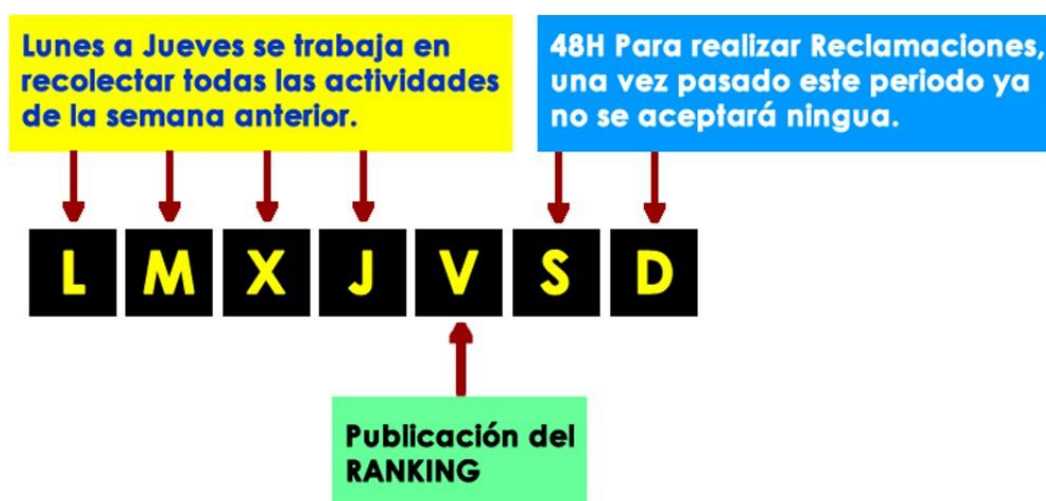 Lunes a Jueves se trabaja en
recolectar todas las actividades
de la semana anterior.
48H Para realizar Reclamaciones,
una vez pasado este periodo ya
no se aceptará ningua.
L M X J V S D
Publicación del
RANKING